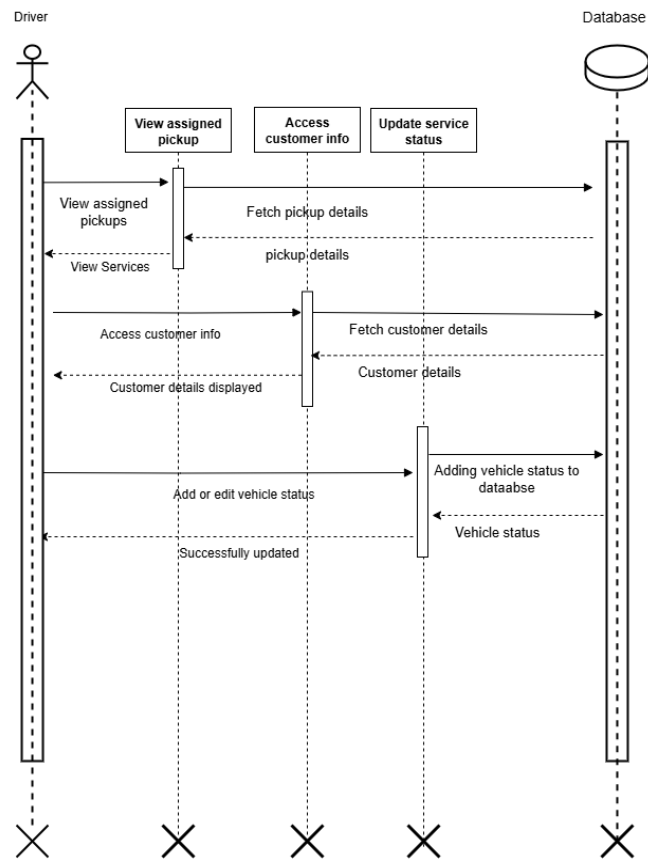 Driver
Database
View assigned
pickup
Access
customer info
Update service
status
View assigned
pickups
Fetch pickup details
pickup details
View Services
Access customer info
Fetch customer details
Customer details
Customer details displayed
Adding vehicle status to
dataabse
Add or edit vehicle status
Vehicle status
Successfully updated